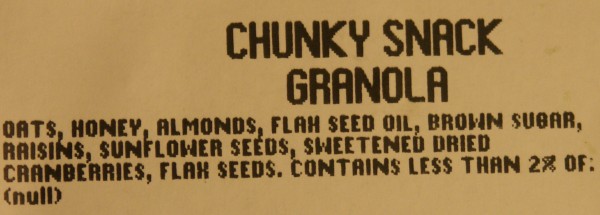 CHUNKY SNACK
GRANOLA
OATS, HONEY, ALMONDS, FLAX SEED OIL, BROWN SUGAR,
RAISINS, SUNFLOWER SEEDS, SWEETENED DRIED
CRANBERRIES, FLAX SEEDS. CONTAINS LESS THAN 2% OF:
(null)